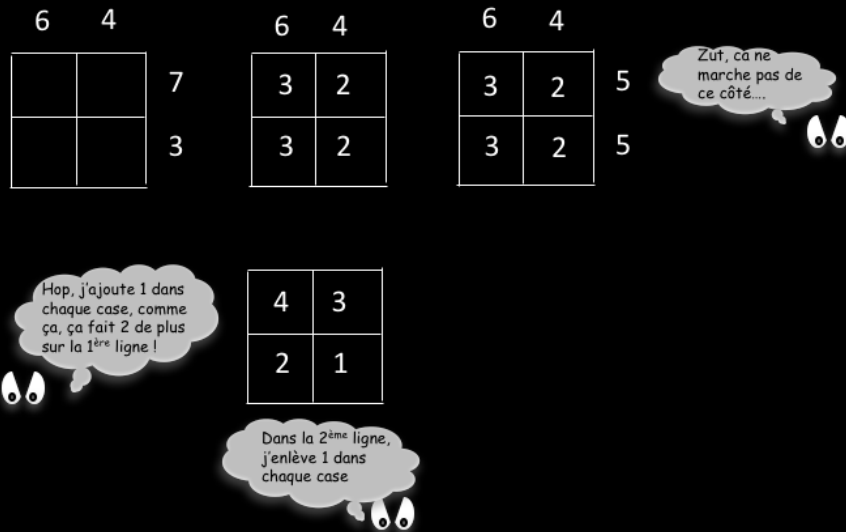 6 4
7
3
6 4
3 2
3 2
6 4
3 2 5
3 2 5
Zut, ca ne
marche pas de
ce côté....
Hop, j'ajoute 1 dans
chaque case, comme
ça, ça fait 2 de plus
sur la 1ère ligne !
4 3
2 1
Dans la 2ème ligne,
j'enlève 1 dans
chaque case